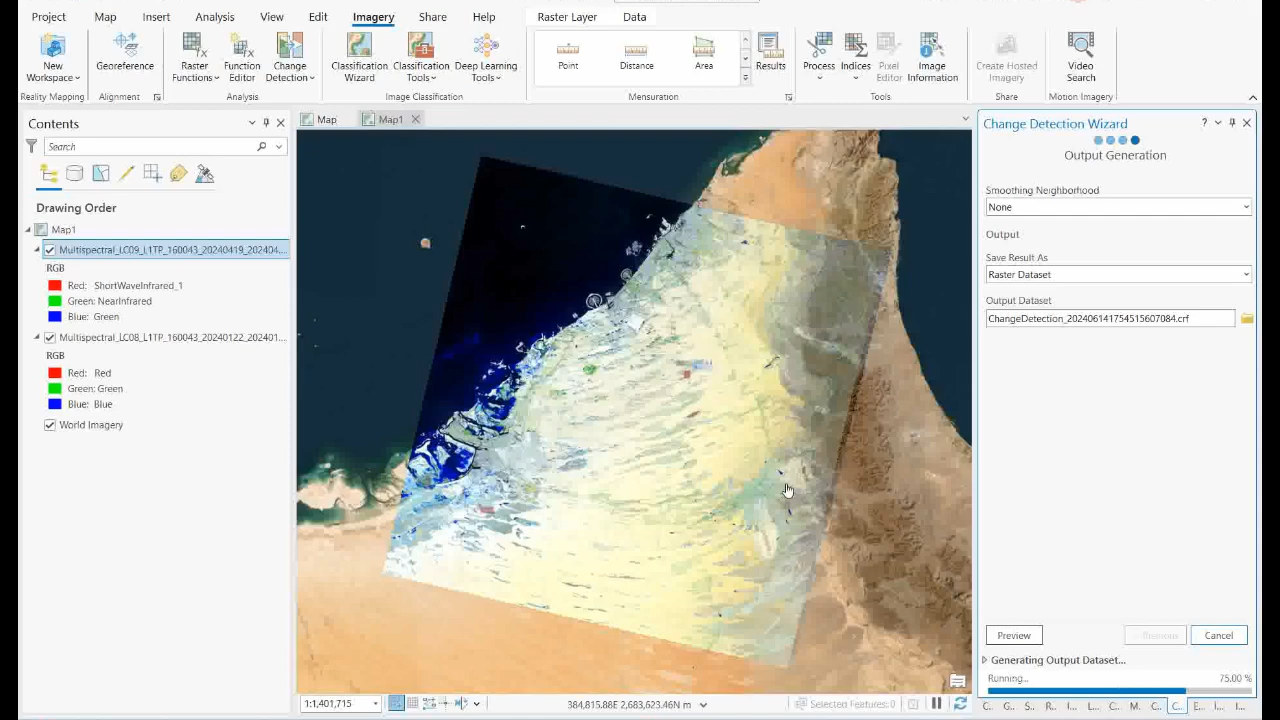 Project Map Insert Analysis View Edit Imagery Share Help Raster Layer Data
New Workspace
Georeference
Raster Functions
Function Editor
Change Detection
Classification Wizard
Classification Tools
Deep Learning Tools
Point
Distance
Area
Results
Process
Indices
Pixel Editor
Image Information
Create Hosted Imagery
Video Search
Reality Mapping Alignment Analysis Image Classification Mensuration Tools Share Motion Imagery
Contents
Search
Drawing Order
Map1
Multispectral_LC09_L1TP_160043_20240419_202404...
RGB
Red: ShortWaveInfrared_1
Green: NearInfrared
Blue: Green
Multispectral_LC08_L1TP_160043_20240122_202401...
RGB
Red: Red
Green: Green
Blue: Blue
World Imagery
Map Map1
1:1,401,715
384,815.88E 2,683,623.46N m
Selected Features: 0
Change Detection Wizard
Output Generation
Smoothing Neighborhood
None
Output
Save Result As
Raster Dataset
Output Dataset
ChangeDetection_202406141754515607084.crf
Preview Previous Cancel
Generating Output Dataset...
Running... 75.00 %
C... G... S... R... I... L... C... M... C... C... E... I... I...